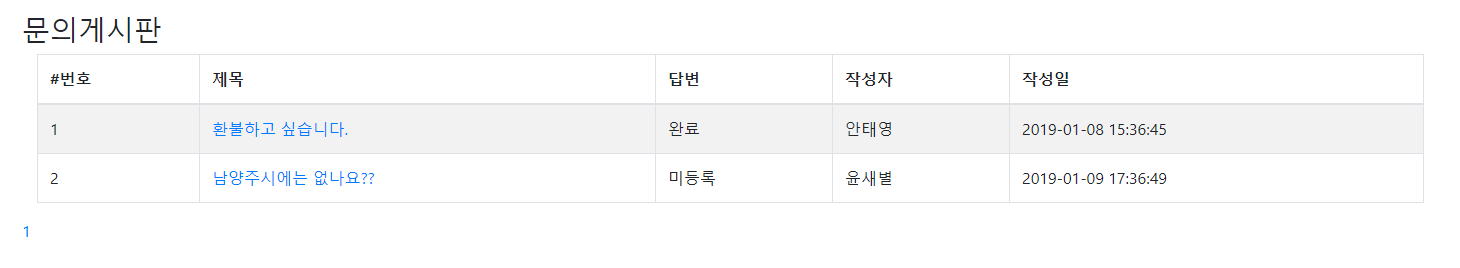 문의게시판
#번호 제목 답변 작성자 작성일
1 환불하고 싶습니다. 완료 안태영 2019-01-08 15:36:45
2 남양주시에는 없나요?? 미등록 윤새별 2019-01-09 17:36:49
1